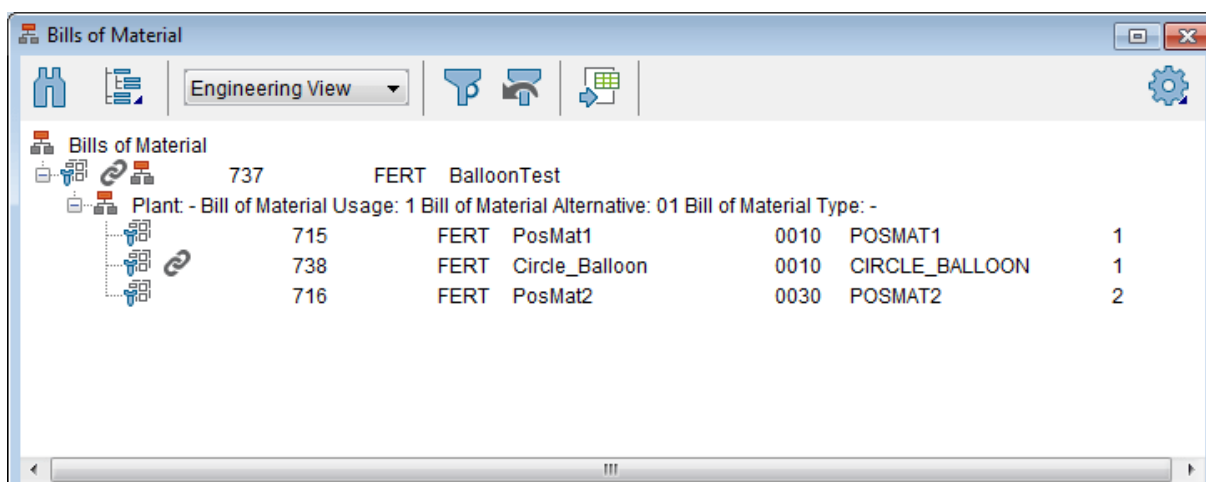 Bills of Material
Engineering View
Bills of Material
737 FERT BalloonTest
Plant: - Bill of Material Usage: 1 Bill of Material Alternative: 01 Bill of Material Type: -
715 FERT PosMat1 0010 POSMAT1 1
738 FERT Circle_Balloon 0010 CIRCLE_BALLOON 1
716 FERT PosMat2 0030 POSMAT2 2